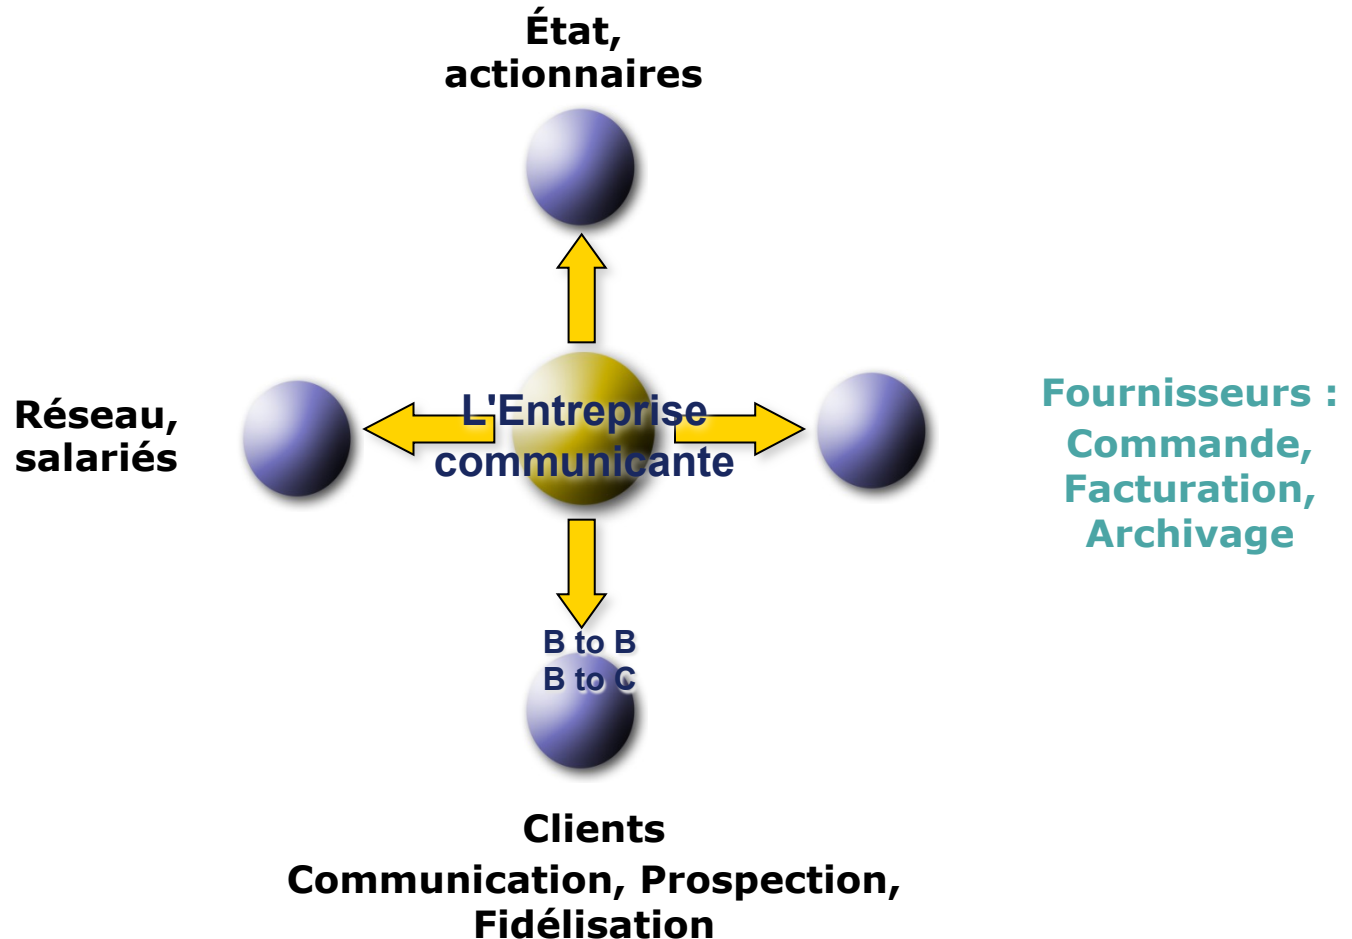 État,
actionnaires
Réseau,
salariés
L'Entreprise
communicante
Fournisseurs :
Commande,
Facturation,
Archivage
B to B
B to C
Clients
Communication, Prospection,
Fidélisation